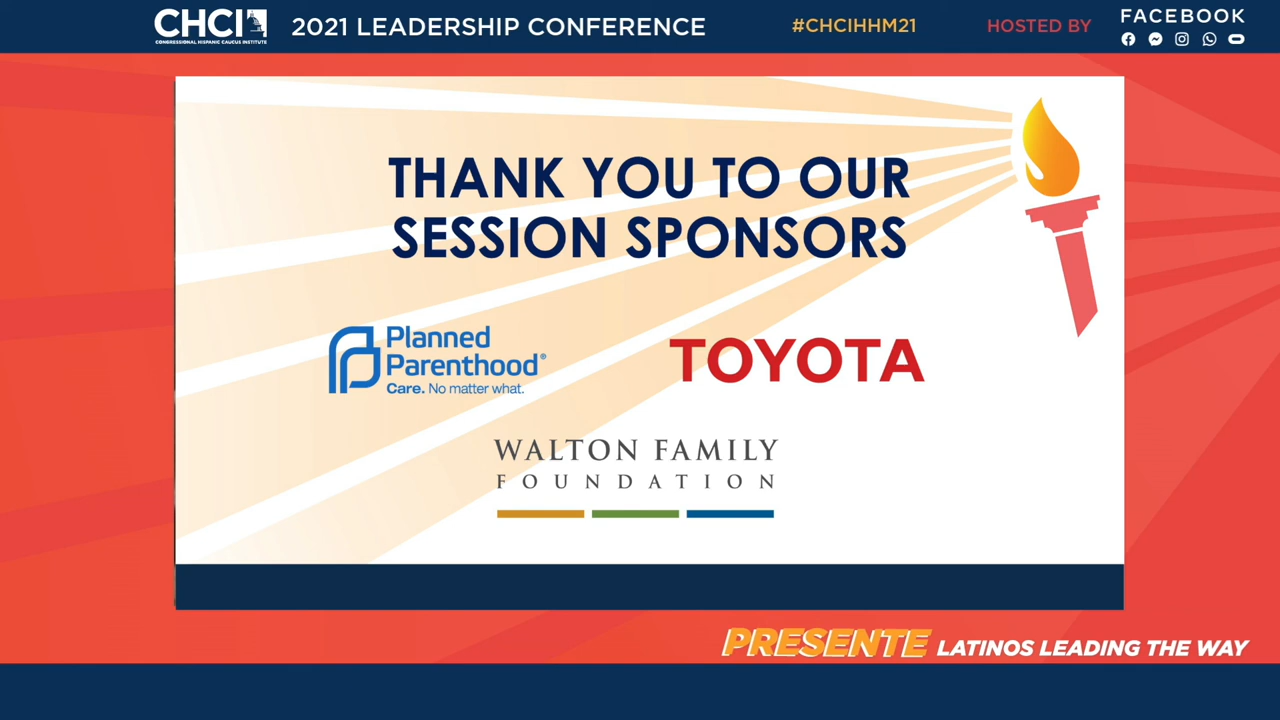 CHCI
CONGRESSIONAL HISPANIC CAUCUS INSTITUTE
2021 LEADERSHIP CONFERENCE
#CHCIHHM21
HOSTED BY
FACEBOOK
THANK YOU TO OUR
SESSION SPONSORS
Planned
Parenthood®
Care. No matter what.
TOYOTA
WALTON FAMILY
FOUNDATION
PRESENTE LATINOS LEADING THE WAY